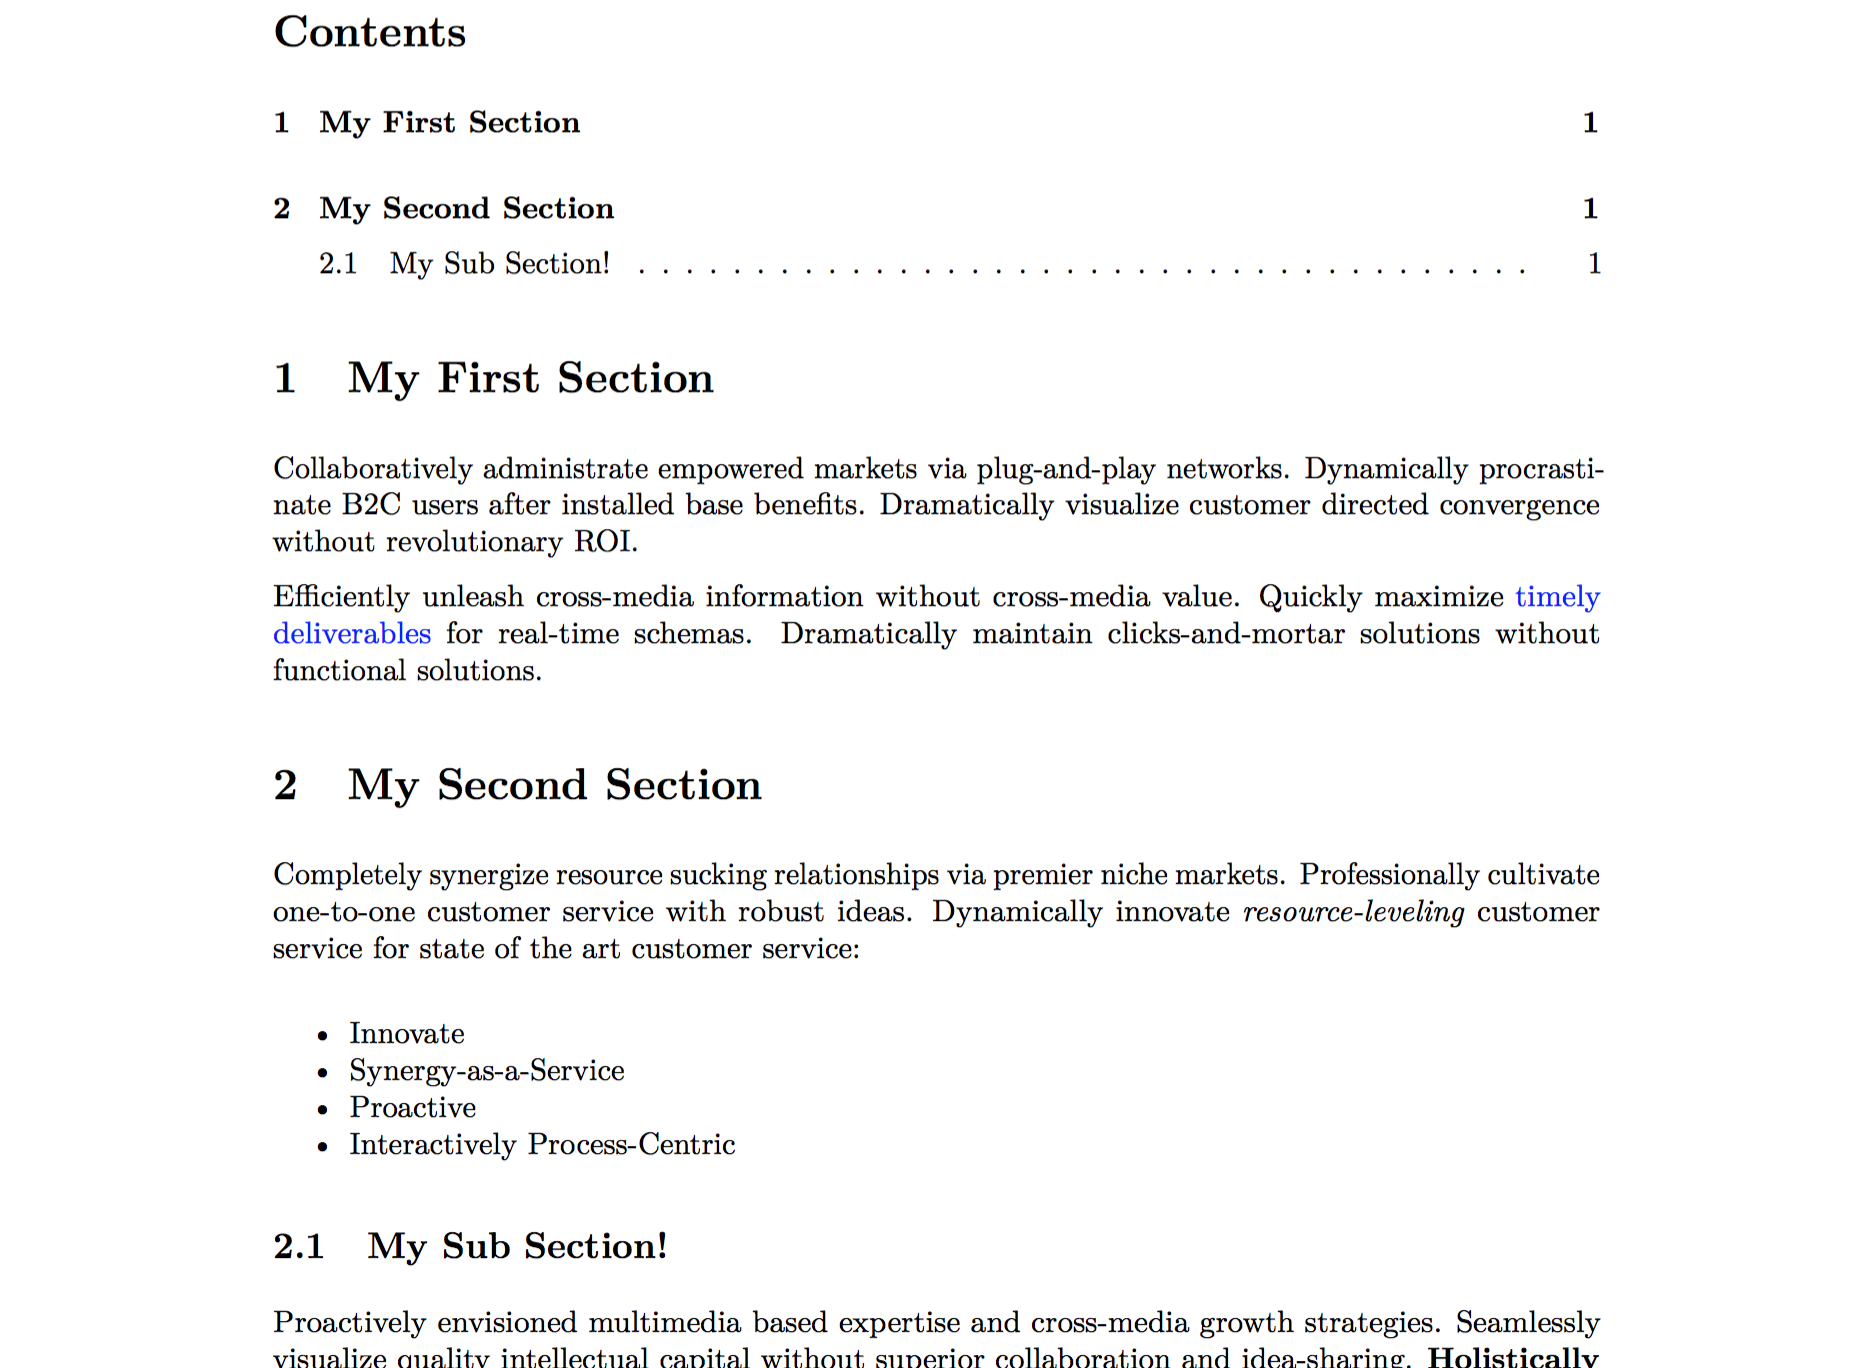 Contents
1 My First Section 1
2 My Second Section 1
2.1 My Sub Section! . . . . . . . . . . . . . . . . . . . . . . . . . . . . . . . . . . . . . . 1
1 My First Section
Collaboratively administrate empowered markets via plug-and-play networks. Dynamically procrasti-
nate B2C users after installed base benefits. Dramatically visualize customer directed convergence
without revolutionary ROI.
Efficiently unleash cross-media information without cross-media value. Quickly maximize timely
deliverables for real-time schemas. Dramatically maintain clicks-and-mortar solutions without
functional solutions.
2 My Second Section
Completely synergize resource sucking relationships via premier niche markets. Professionally cultivate
one-to-one customer service with robust ideas. Dynamically innovate resource-leveling customer
service for state of the art customer service:
• Innovate
• Synergy-as-a-Service
• Proactive
• Interactively Process-Centric
2.1 My Sub Section!
Proactively envisioned multimedia based expertise and cross-media growth strategies. Seamlessly
visualize quality intellectual capital without superior collaboration and idea-sharing. Holistically